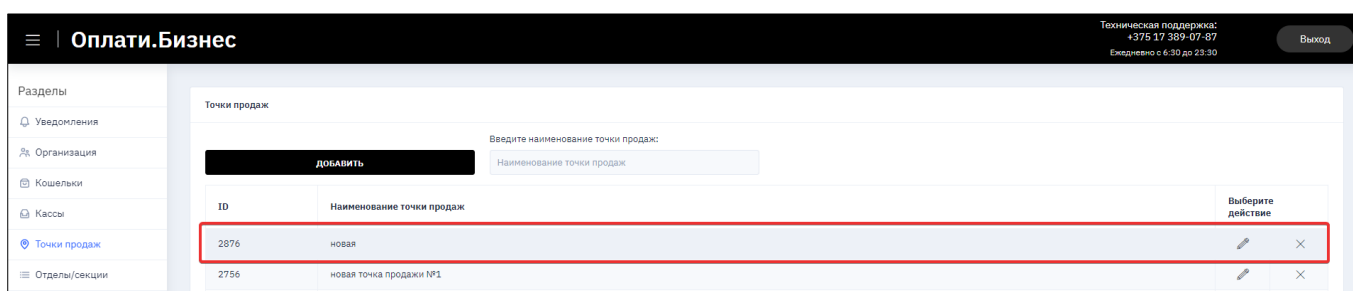 Оплати.Бизнес
Техническая поддержка:
+375 17 389-07-87
Ежедневно с 6:30 до 23:30
Выход
Разделы
Уведомления
Организация
Кошельки
Кассы
Точки продаж
Отделы/секции
Точки продаж
Введите наименование точки продаж:
ДОБАВИТЬ
Наименование точки продаж
ID Наименование точки продаж Выберите
действие
2876 новая
2756 новая точка продажи №1